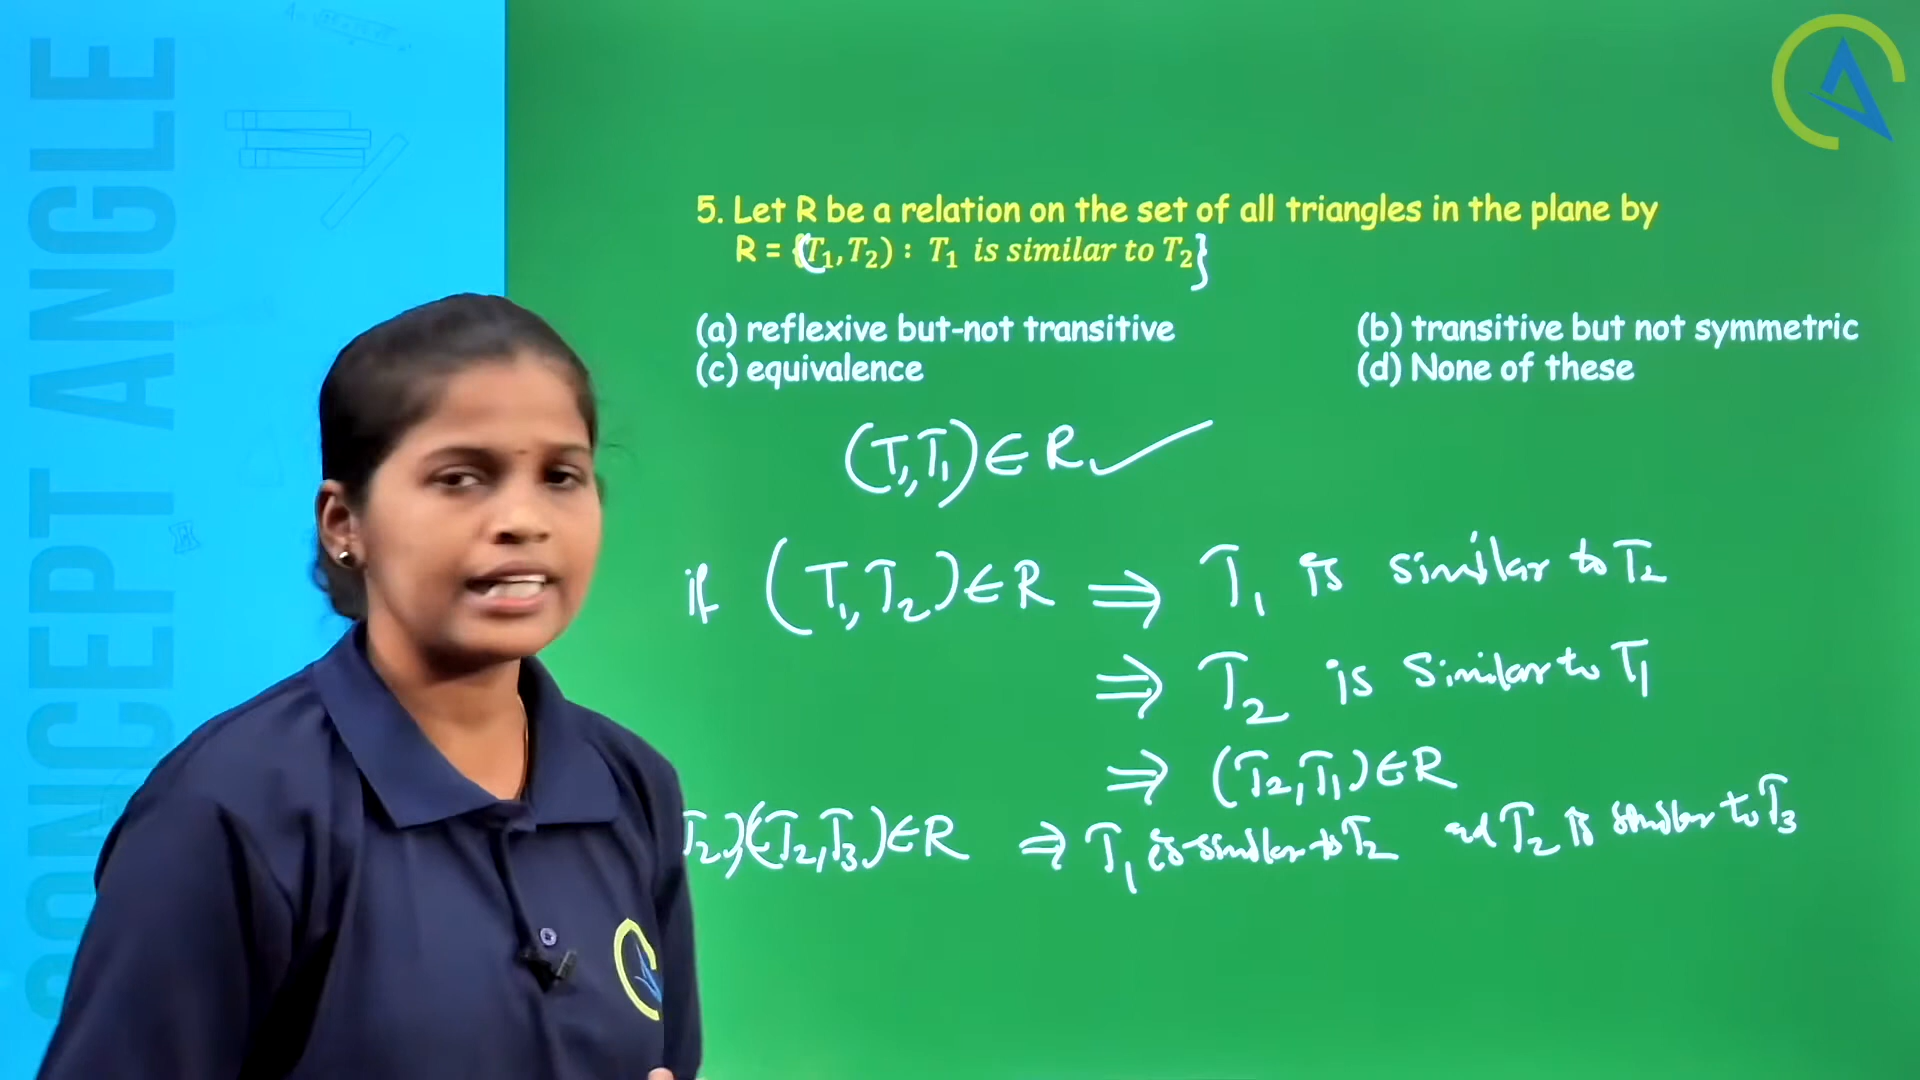 CONCEPT ANGLE
5. Let R be a relation on the set of all triangles in the plane by
R = {(T₁, T₂) : T₁ is similar to T₂}
(a) reflexive but-not transitive
(b) transitive but not symmetric
(c) equivalence
(d) None of these
(T₁,T₁)∈R ✓
if (T₁,T₂)∈R ⇒ T₁ is similar to T₂
⇒ T₂ is similar to T₁
⇒ (T₂,T₁)∈R
T₂)(T₂,T₃)∈R ⇒ T₁ is similar to T₂ and T₂ is similar to T₃